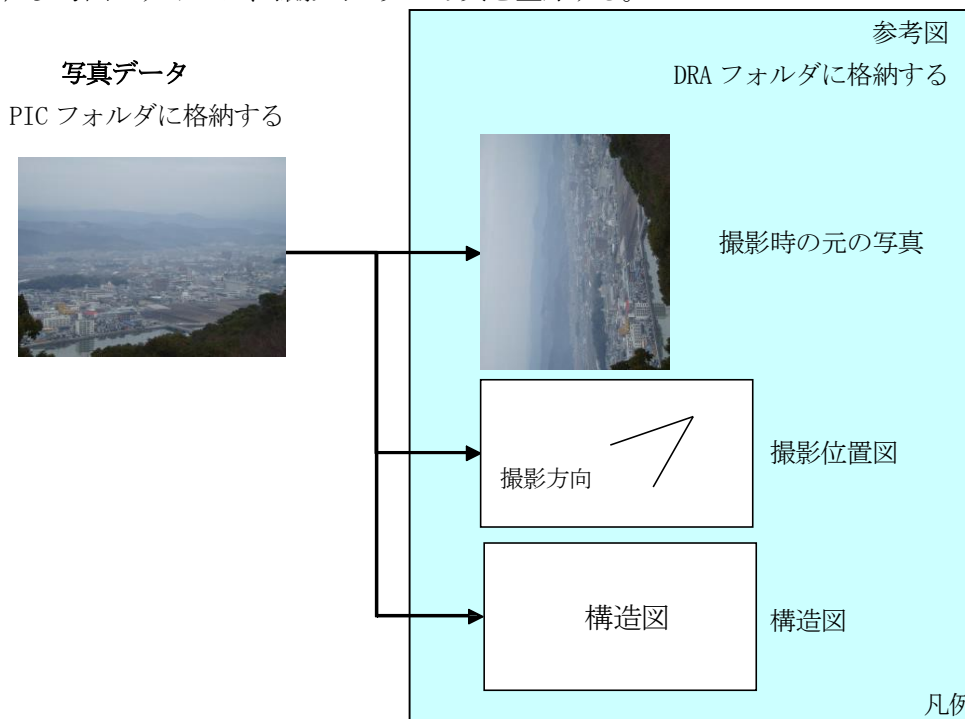 写真データ
PIC フォルダに格納する
参考図
DRA フォルダに格納する
撮影時の元の写真
撮影方向
撮影位置図
構造図
構造図
凡例